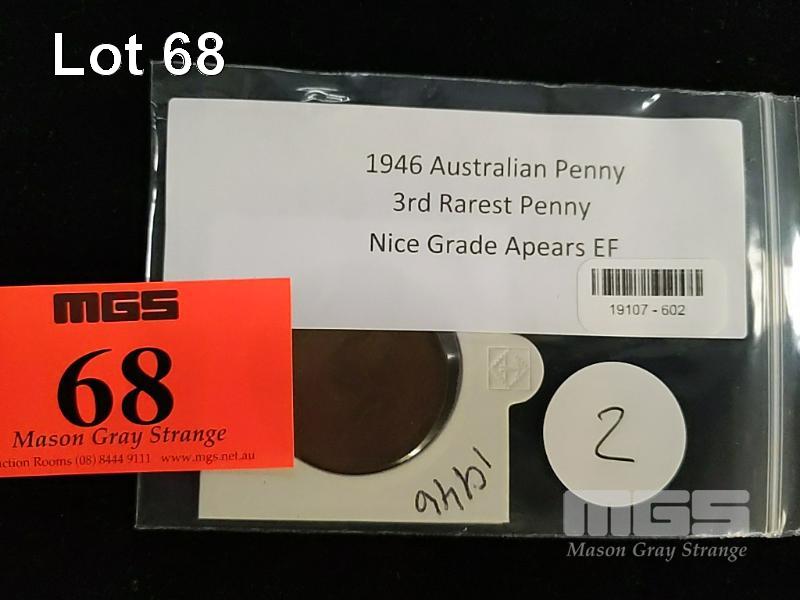 Lot 68
1946 Australian Penny
3rd Rarest Penny
Nice Grade Apears EF
19107 - 602
MGS
68
Mason Gray Strange
ction Rooms (08) 8444 9111 www.mgs.net.au
1946
2
MGS
Mason Gray Strange